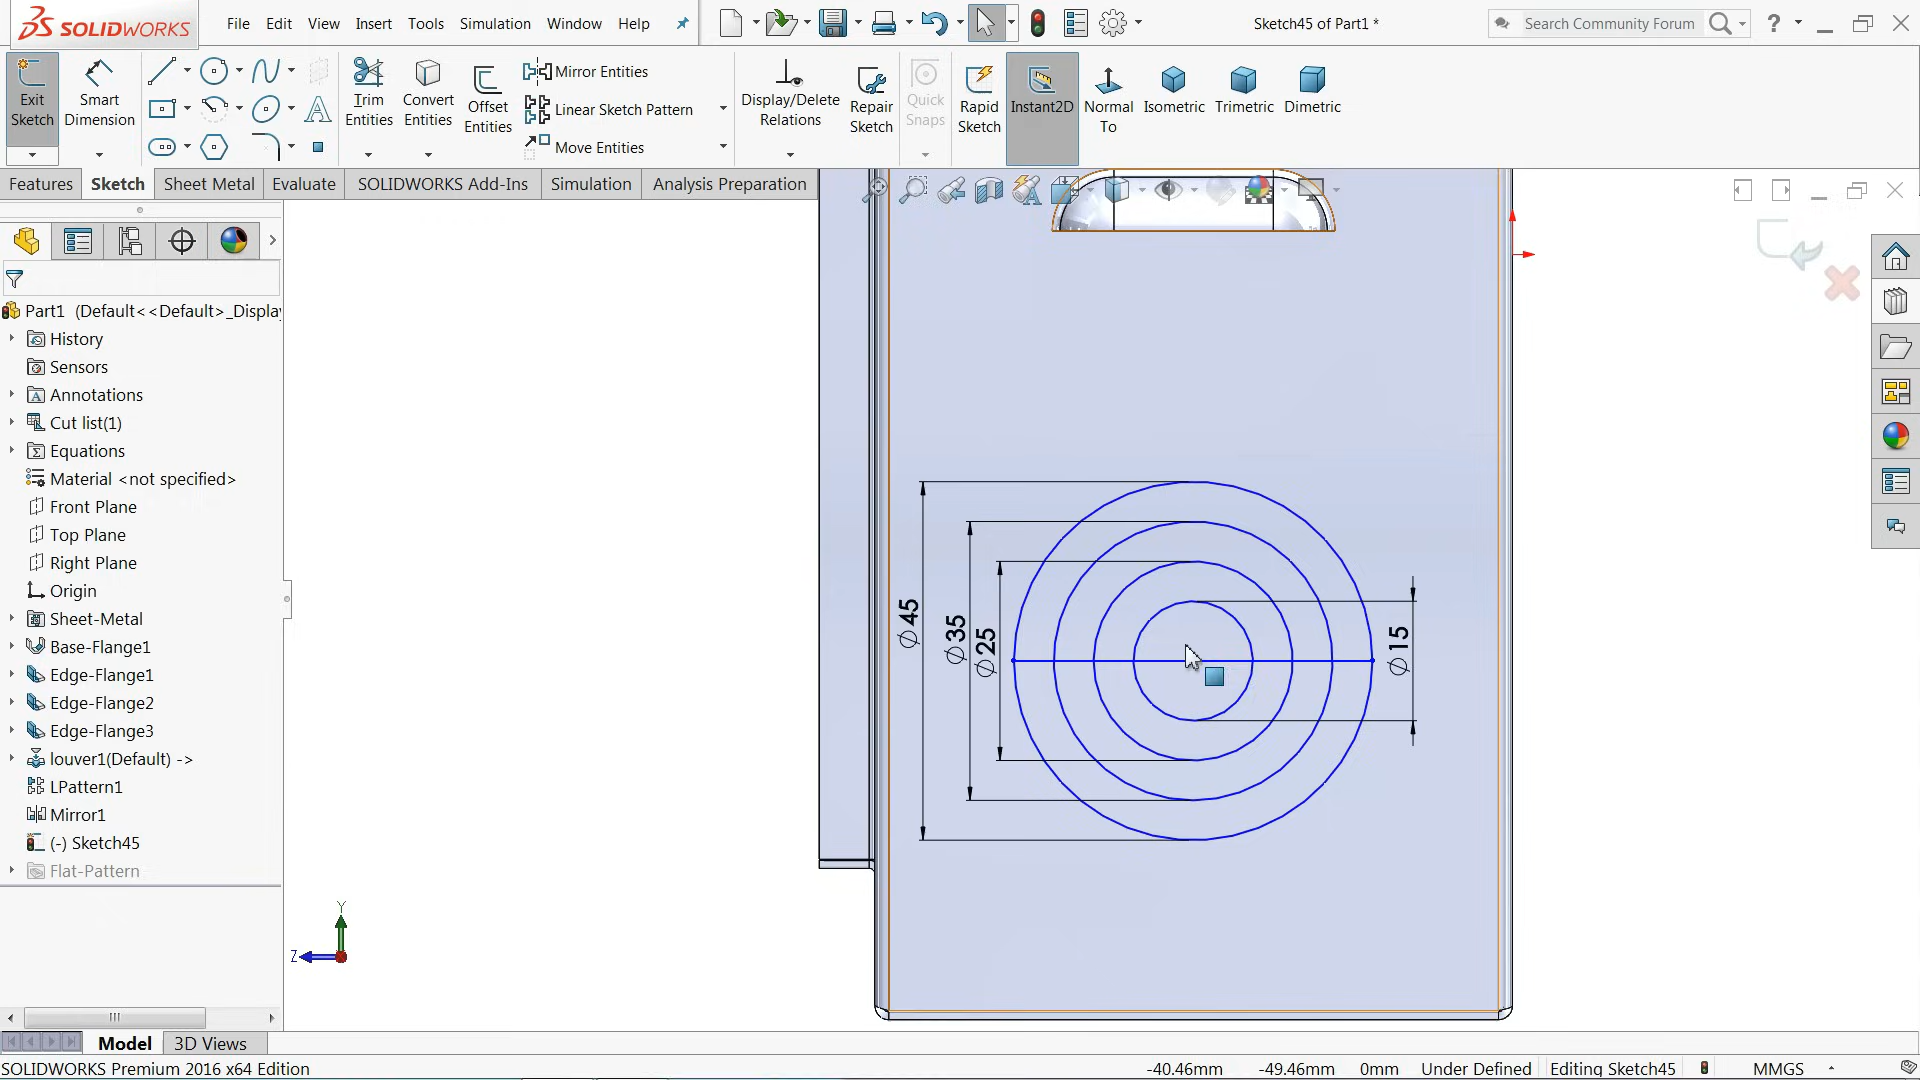 SOLIDWORKS
File Edit View Insert Tools Simulation Window Help
Sketch45 of Part1 *
Search Community Forum
?
Exit Sketch
Smart Dimension
Trim Entities
Convert Entities
Offset Entities
Mirror Entities
Linear Sketch Pattern
Move Entities
Display/Delete Relations
Repair Sketch
Quick Snaps
Rapid Sketch
Instant2D
Normal To
Isometric
Trimetric
Dimetric
Features Sketch Sheet Metal Evaluate SOLIDWORKS Add-Ins Simulation Analysis Preparation
Part1 (Default<<Default>_Displa
History
Sensors
Annotations
Cut list(1)
Equations
Material <not specified>
Front Plane
Top Plane
Right Plane
Origin
Sheet-Metal
Base-Flange1
Edge-Flange1
Edge-Flange2
Edge-Flange3
louver1(Default) ->
LPattern1
Mirror1
(-) Sketch45
Flat-Pattern
∅45
∅35
∅25
∅15
Y
Z
Model 3D Views
SOLIDWORKS Premium 2016 x64 Edition
-40.46mm -49.46mm 0mm Under Defined Editing Sketch45 MMGS